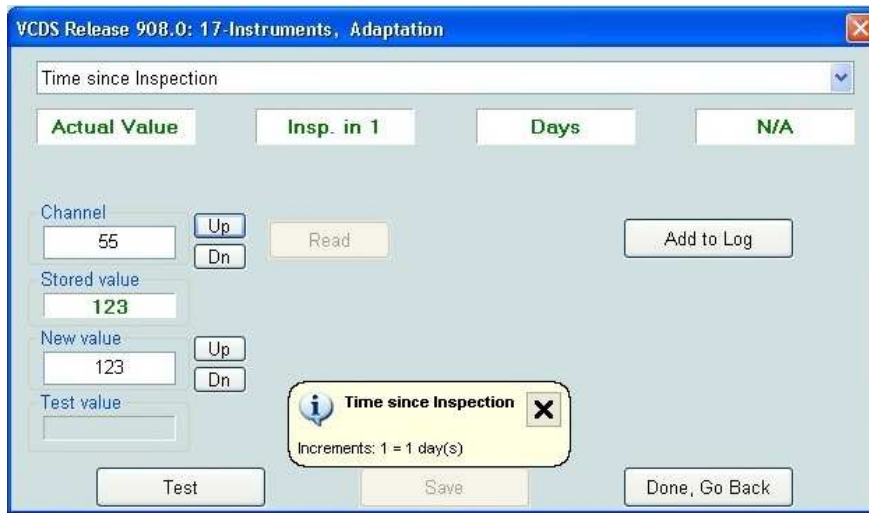 VCDS Release 908.0: 17-Instruments, Adaptation
Time since Inspection
Actual Value
Insp. in 1
Days
N/A
Channel
55
Up
Dn
Read
Add to Log
Stored value
123
New value
123
Up
Dn
Test value
Time since Inspection
Increments: 1 = 1 day(s)
Test
Save
Done, Go Back